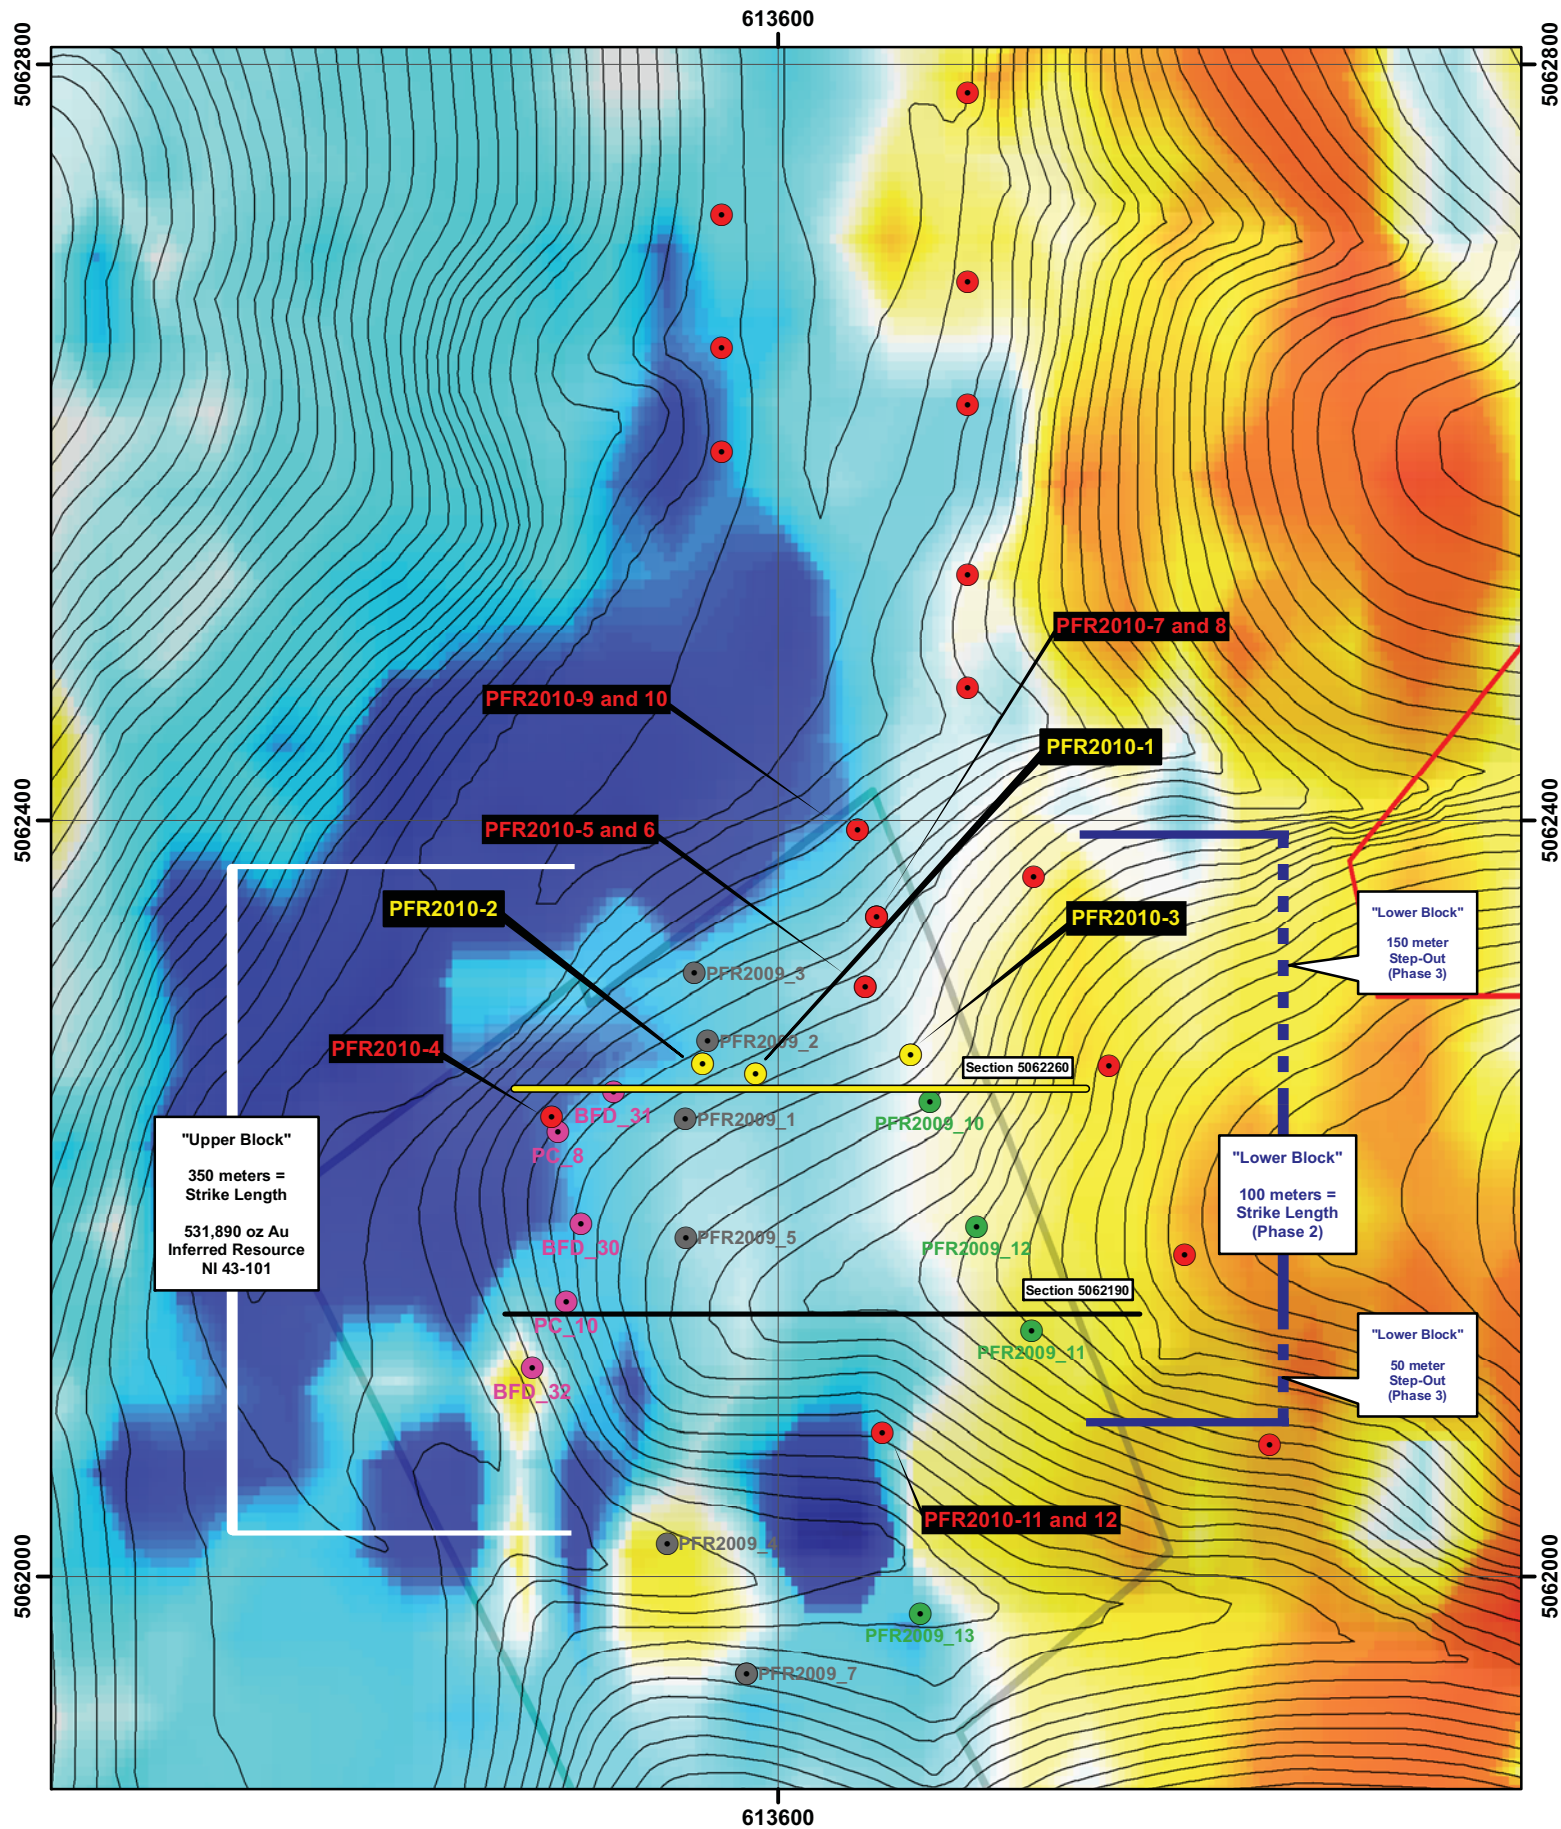 613600
5062800
5062800
PFR2010-7 and 8
PFR2010-9 and 10
PFR2010-1
5062400
5062400
PFR2010-5 and 6
PFR2010-2
PFR2010-3
"Lower Block"
150 meter
Step-Out
(Phase 3)
PFR2009_3
PFR2009_2
PFR2010-4
Section 5062260
BFD_31
PFR2009_1
PFR2009_10
PC_8
"Upper Block"
350 meters =
Strike Length
531,890 oz Au
Inferred Resource
NI 43-101
"Lower Block"
100 meters =
Strike Length
(Phase 2)
BFD_30
PFR2009_5
PFR2009_12
Section 5062190
PC_10
PFR2009_11
"Lower Block"
50 meter
Step-Out
(Phase 3)
BFD_32
PFR2010-11 and 12
PFR2009_4
5062000
5062000
PFR2009_13
PFR2009_7
613600